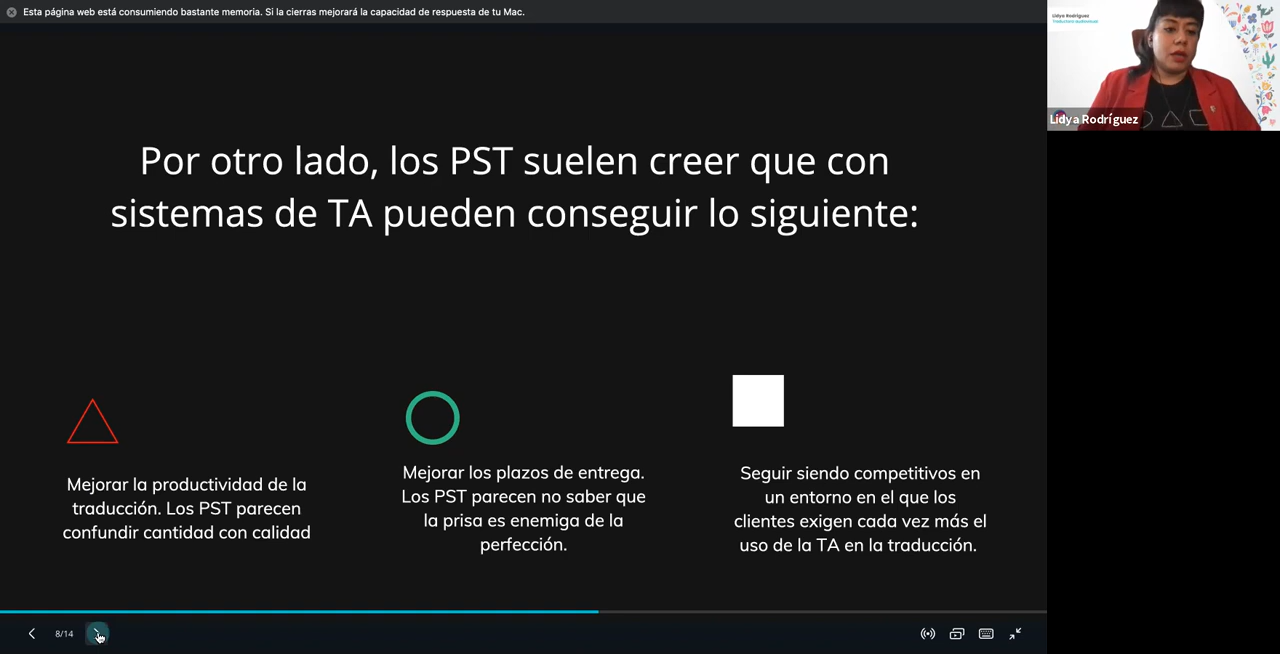 Esta página web está consumiendo bastante memoria. Si la cierras mejorará la capacidad de respuesta de tu Mac.
Lidya Rodríguez
Lidya Rodríguez
Por otro lado, los PST suelen creer que con
sistemas de TA pueden conseguir lo siguiente:
Mejorar la productividad de la
traducción. Los PST parecen
confundir cantidad con calidad
Mejorar los plazos de entrega.
Los PST parecen no saber que
la prisa es enemiga de la
perfección.
Seguir siendo competitivos en
un entorno en el que los
clientes exigen cada vez más el
uso de la TA en la traducción.
8/14